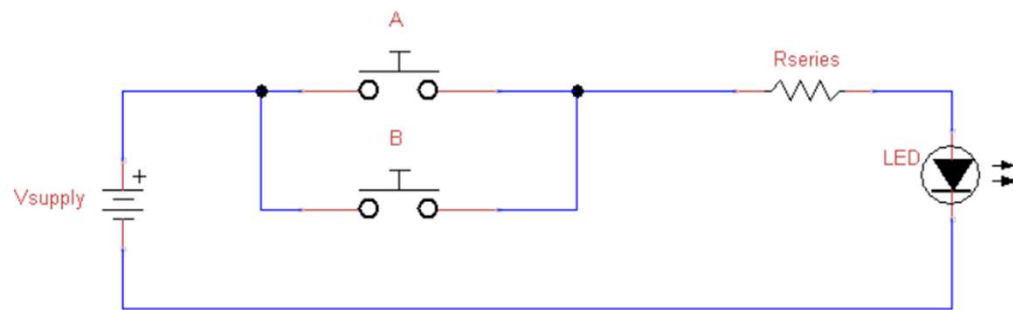 A
Rseries
B
LED
+
Vsupply